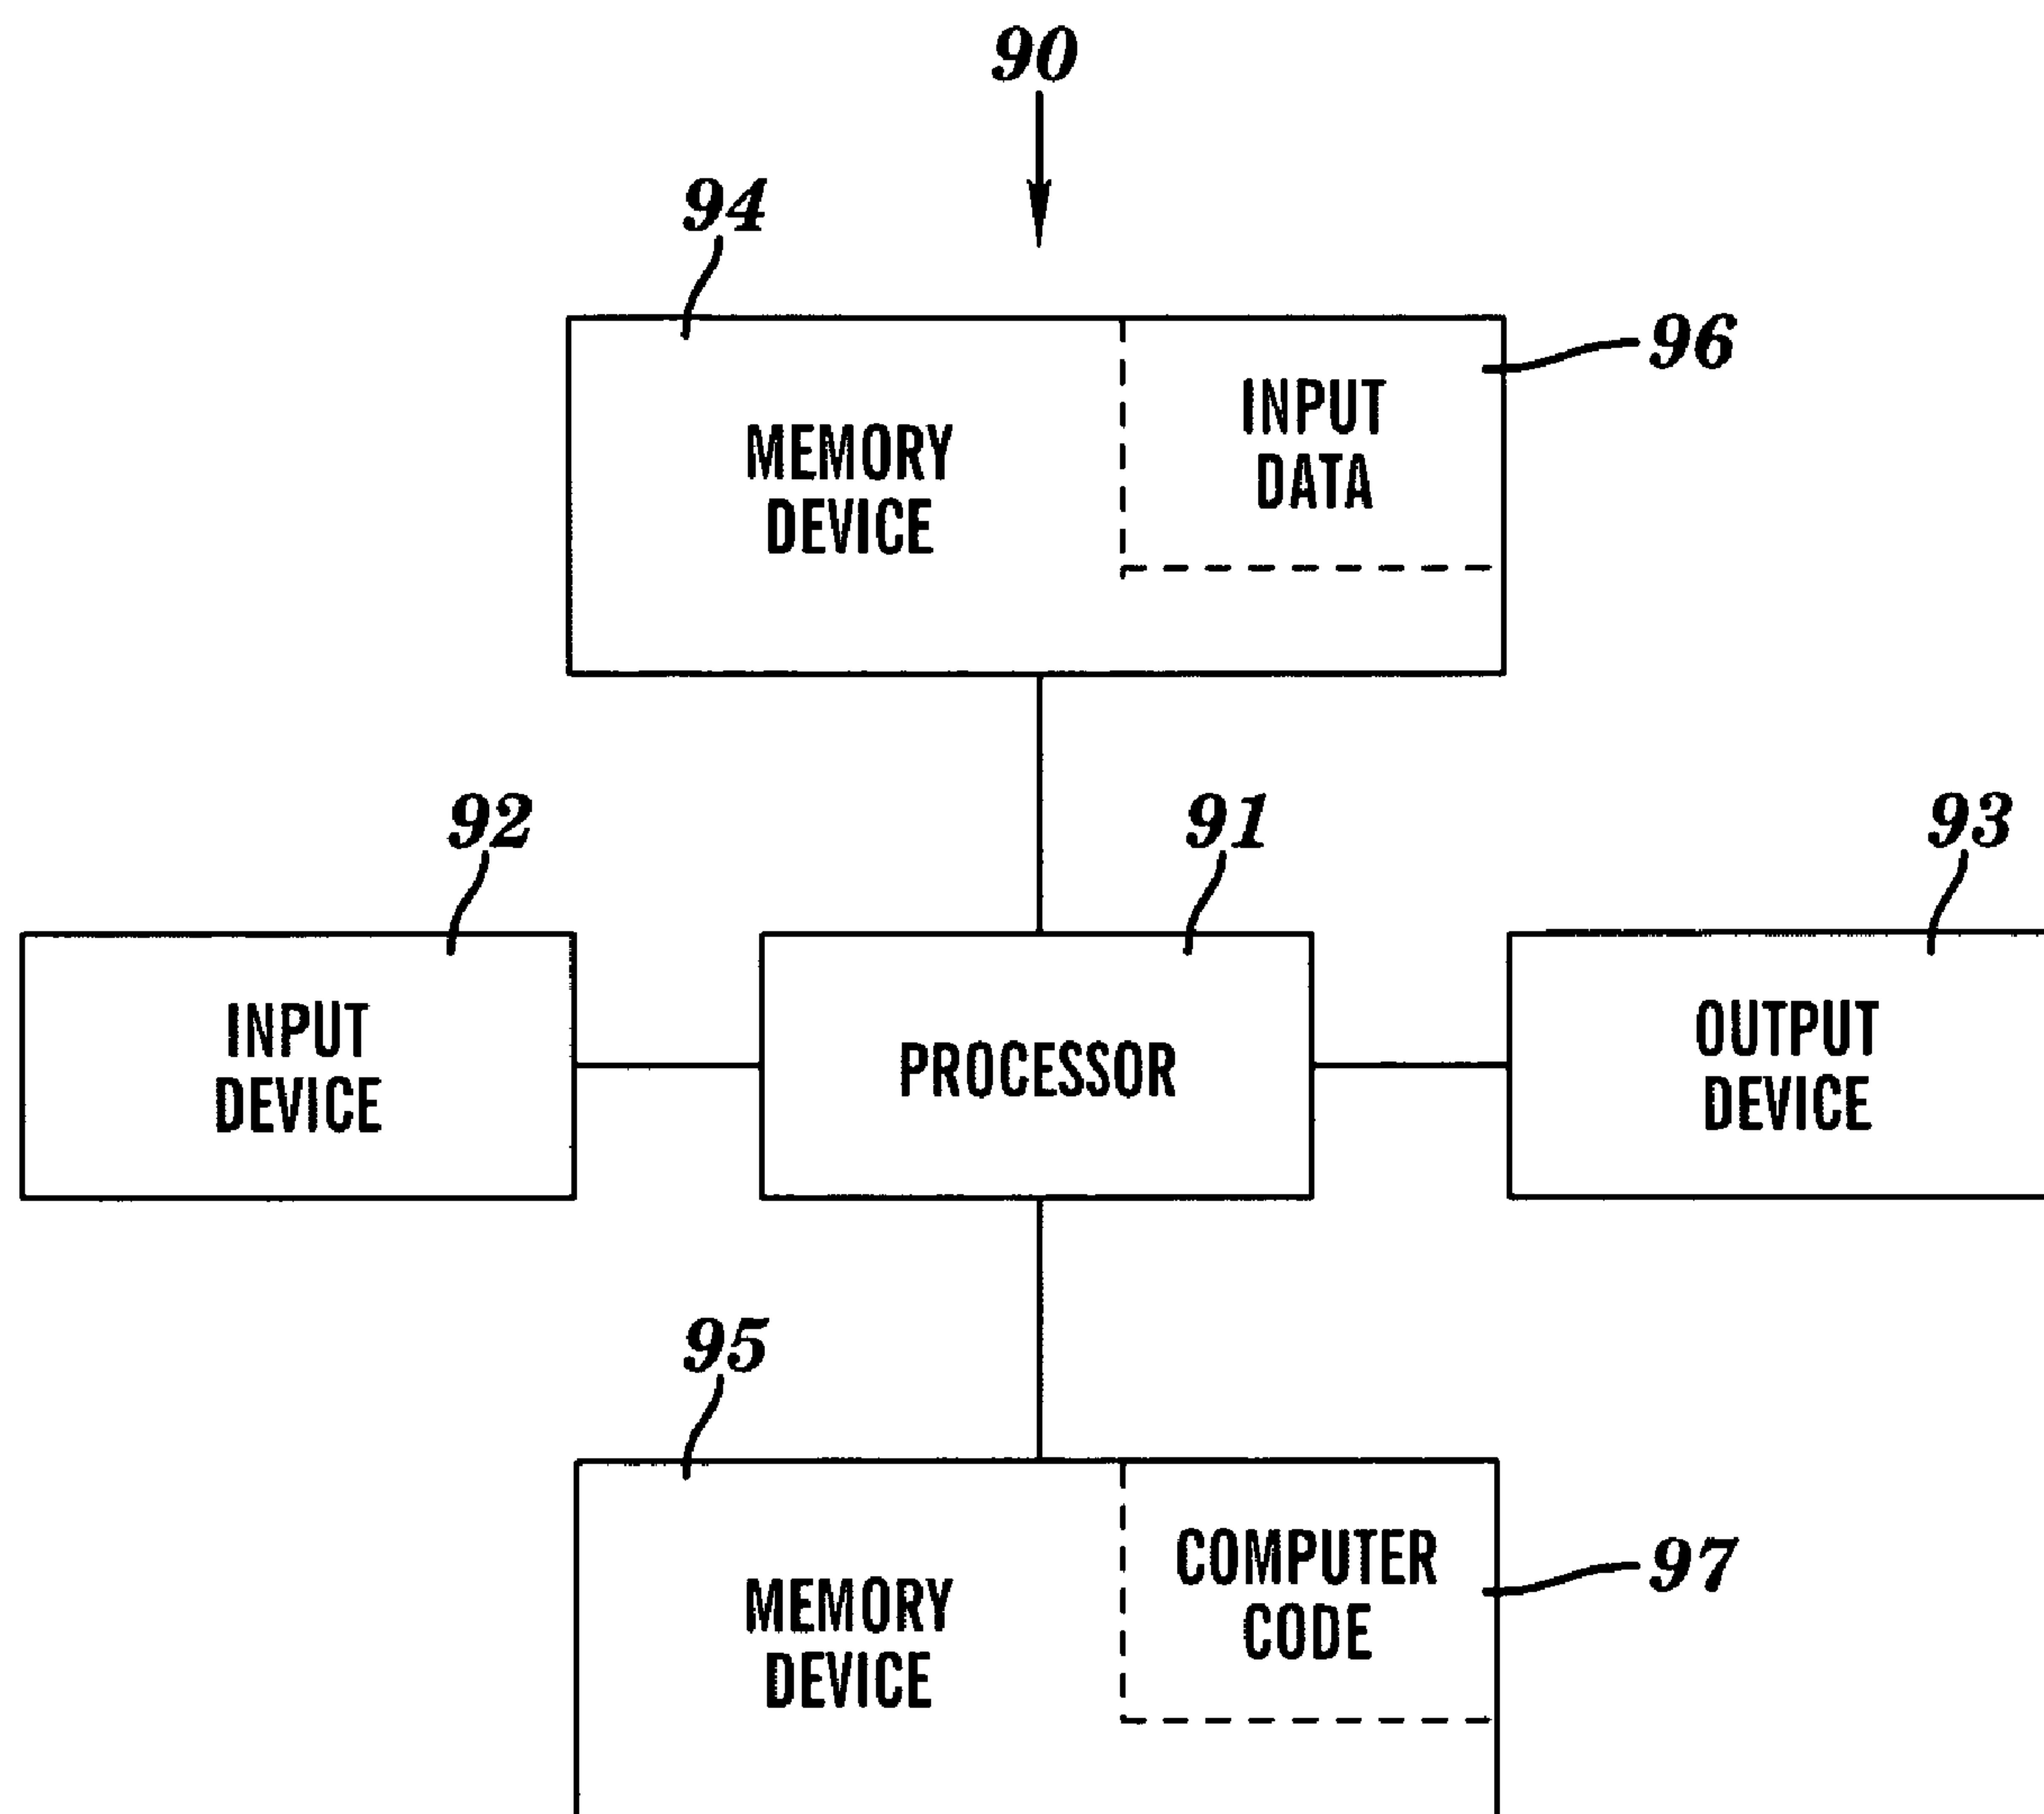 90
94
96
MEMORY
DEVICE
INPUT
DATA
92
91
93
INPUT
DEVICE
PROCESSOR
OUTPUT
DEVICE
95
97
MEMORY
DEVICE
COMPUTER
CODE